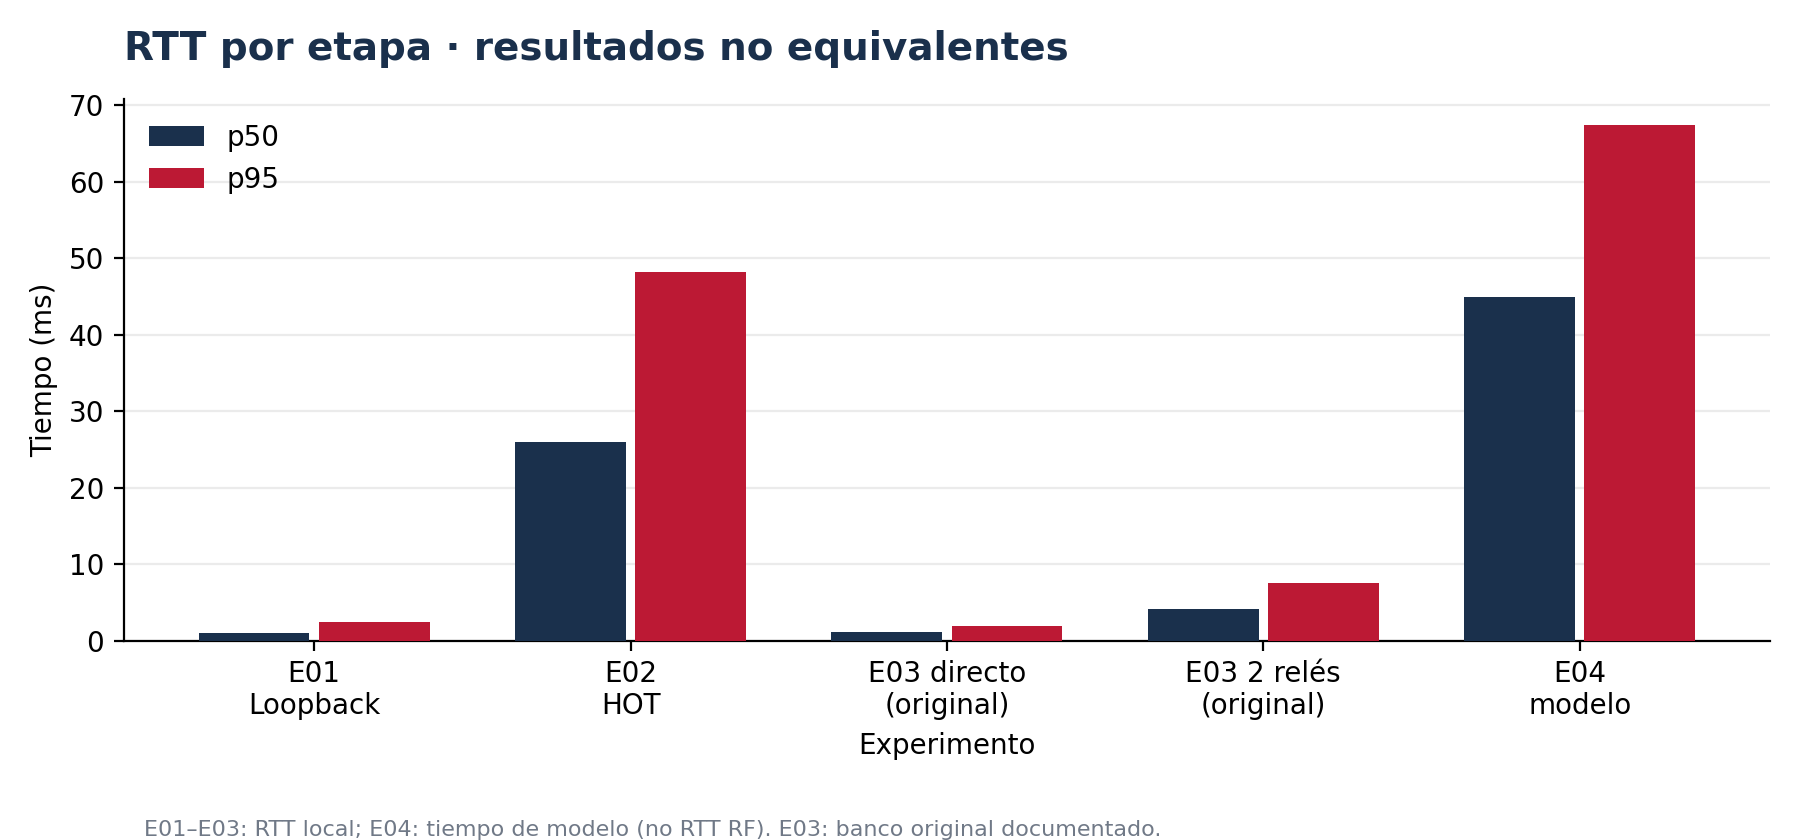 RTT por etapa · resultados no equivalentes
p50
p95
70
60
50
40
30
20
10
0
Tiempo (ms)
E01
Loopback
E02
HOT
E03 directo
(original)
E03 2 relés
(original)
E04
modelo
Experimento
E01–E03: RTT local; E04: tiempo de modelo (no RTT RF). E03: banco original documentado.